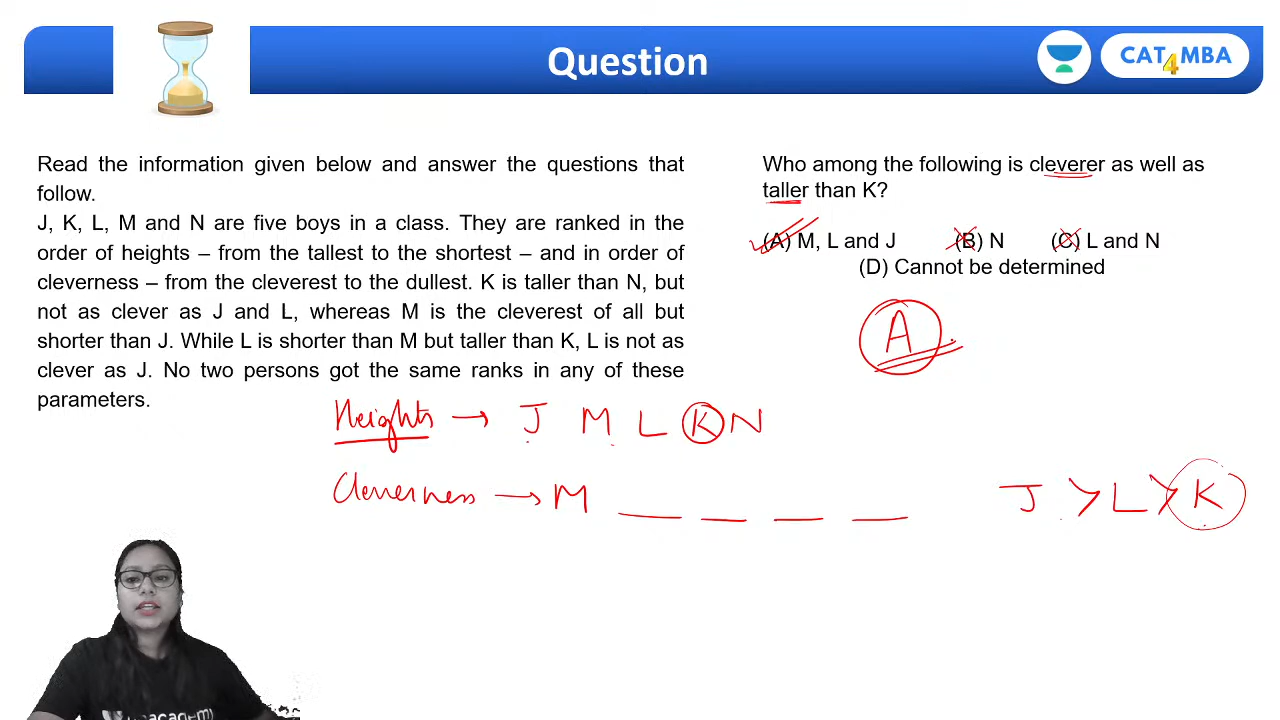 Question
CAT4MBA
Read the information given below and answer the questions that
follow.
J, K, L, M and N are five boys in a class. They are ranked in the
order of heights – from the tallest to the shortest – and in order of
cleverness – from the cleverest to the dullest. K is taller than N, but
not as clever as J and L, whereas M is the cleverest of all but
shorter than J. While L is shorter than M but taller than K, L is not as
clever as J. No two persons got the same ranks in any of these
parameters.
Who among the following is cleverer as well as
taller than K?
(A) M, L and J (B) N (C) L and N
(D) Cannot be determined
A
Heights → J M L K N
Cleverness → M __ __ __ __
J > L > K